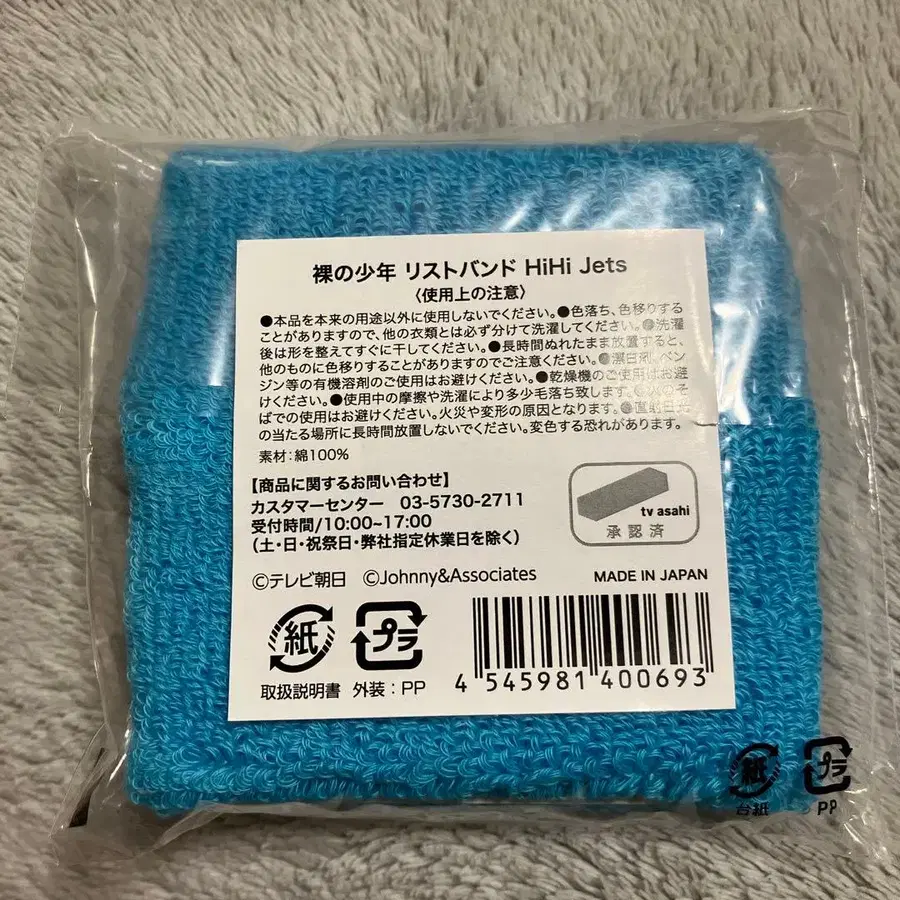 裸の少年 リストバンド HiHi Jets
〈使用上の注意〉
●本品を本来の用途以外に使用しないでください。●色落ち、色移りする
ことがありますので、他の衣類とは必ず分けて洗濯してください。●洗濯
後は形を整えてすぐに干してください。●長時間ぬれたまま放置すると、
他のものに色移りすることがありますのでご注意ください。●漂白剤、ベン
ジン等の有機溶剤のご使用はお避けください。●乾燥機のご使用はお避
けください。●使用中の摩擦や洗濯により多少毛落ち致します。●火のそ
ばでの使用はお避けください。火災や変形の原因となります。●直射日光
の当たる場所に長時間放置しないでください。変色する恐れがあります。
素材：綿100%
【商品に関するお問い合わせ】
カスタマーセンター 03-5730-2711
受付時間/10:00~17:00
（土・日・祝祭日・弊社指定休業日を除く）
tv asahi
承認済
©テレビ朝日 ©Johnny&Associates
MADE IN JAPAN
紙 プラ
取扱説明書 外装：PP
4 545981 400693
紙 プラ
台紙 PP